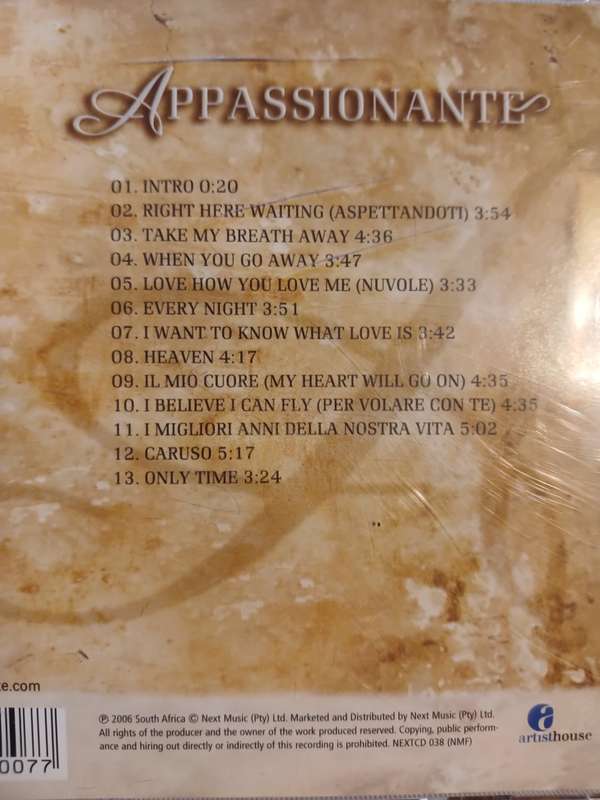 APPASSIONANTE
01. INTRO 0:20
02. RIGHT HERE WAITING (ASPETTANDOTI) 3:54
03. TAKE MY BREATH AWAY 4:36
04. WHEN YOU GO AWAY 3:47
05. LOVE HOW YOU LOVE ME (NUVOLE) 3:33
06. EVERY NIGHT 3:51
07. I WANT TO KNOW WHAT LOVE IS 3:42
08. HEAVEN 4:17
09. IL MIO CUORE (MY HEART WILL GO ON) 4:35
10. I BELIEVE I CAN FLY (PER VOLARE CON TE) 4:35
11. I MIGLIORI ANNI DELLA NOSTRA VITA 5:02
12. CARUSO 5:17
13. ONLY TIME 3:24
te.com
0077
℗ 2006 South Africa © Next Music (Pty) Ltd. Marketed and Distributed by Next Music (Pty) Ltd.
All rights of the producer and the owner of the work produced reserved. Copying, public perform-
ance and hiring out directly or indirectly of this recording is prohibited. NEXTCD 038 (NMF)
a
artisthouse